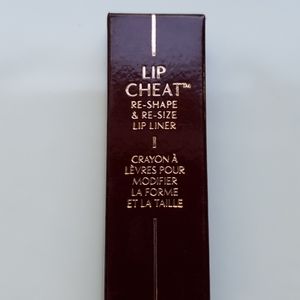 LIP
CHEAT™
RE-SHAPE
& RE-SIZE
LIP LINER
CRAYON À
LÈVRES POUR
MODIFIER
LA FORME
ET LA TAILLE